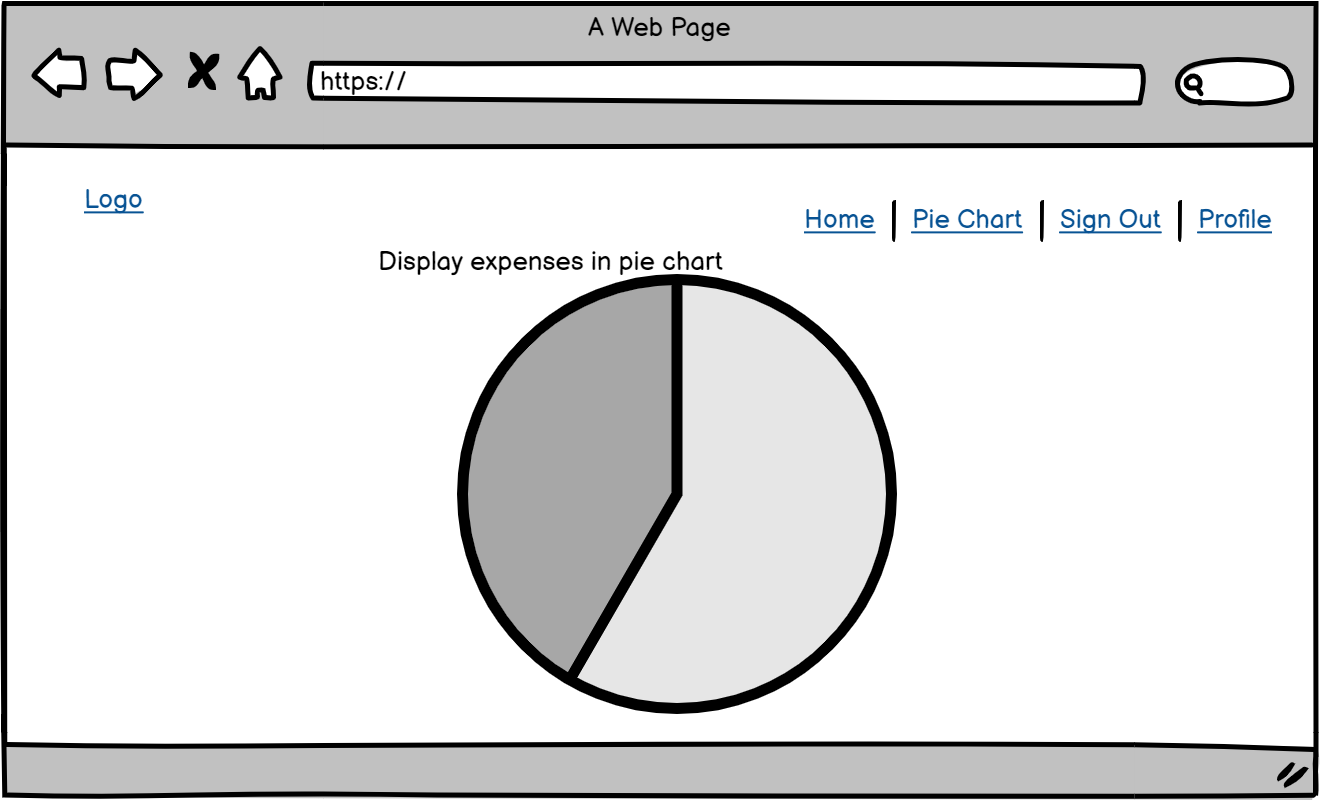 A Web Page
https://
Logo
Home Pie Chart Sign Out Profile
Display expenses in pie chart